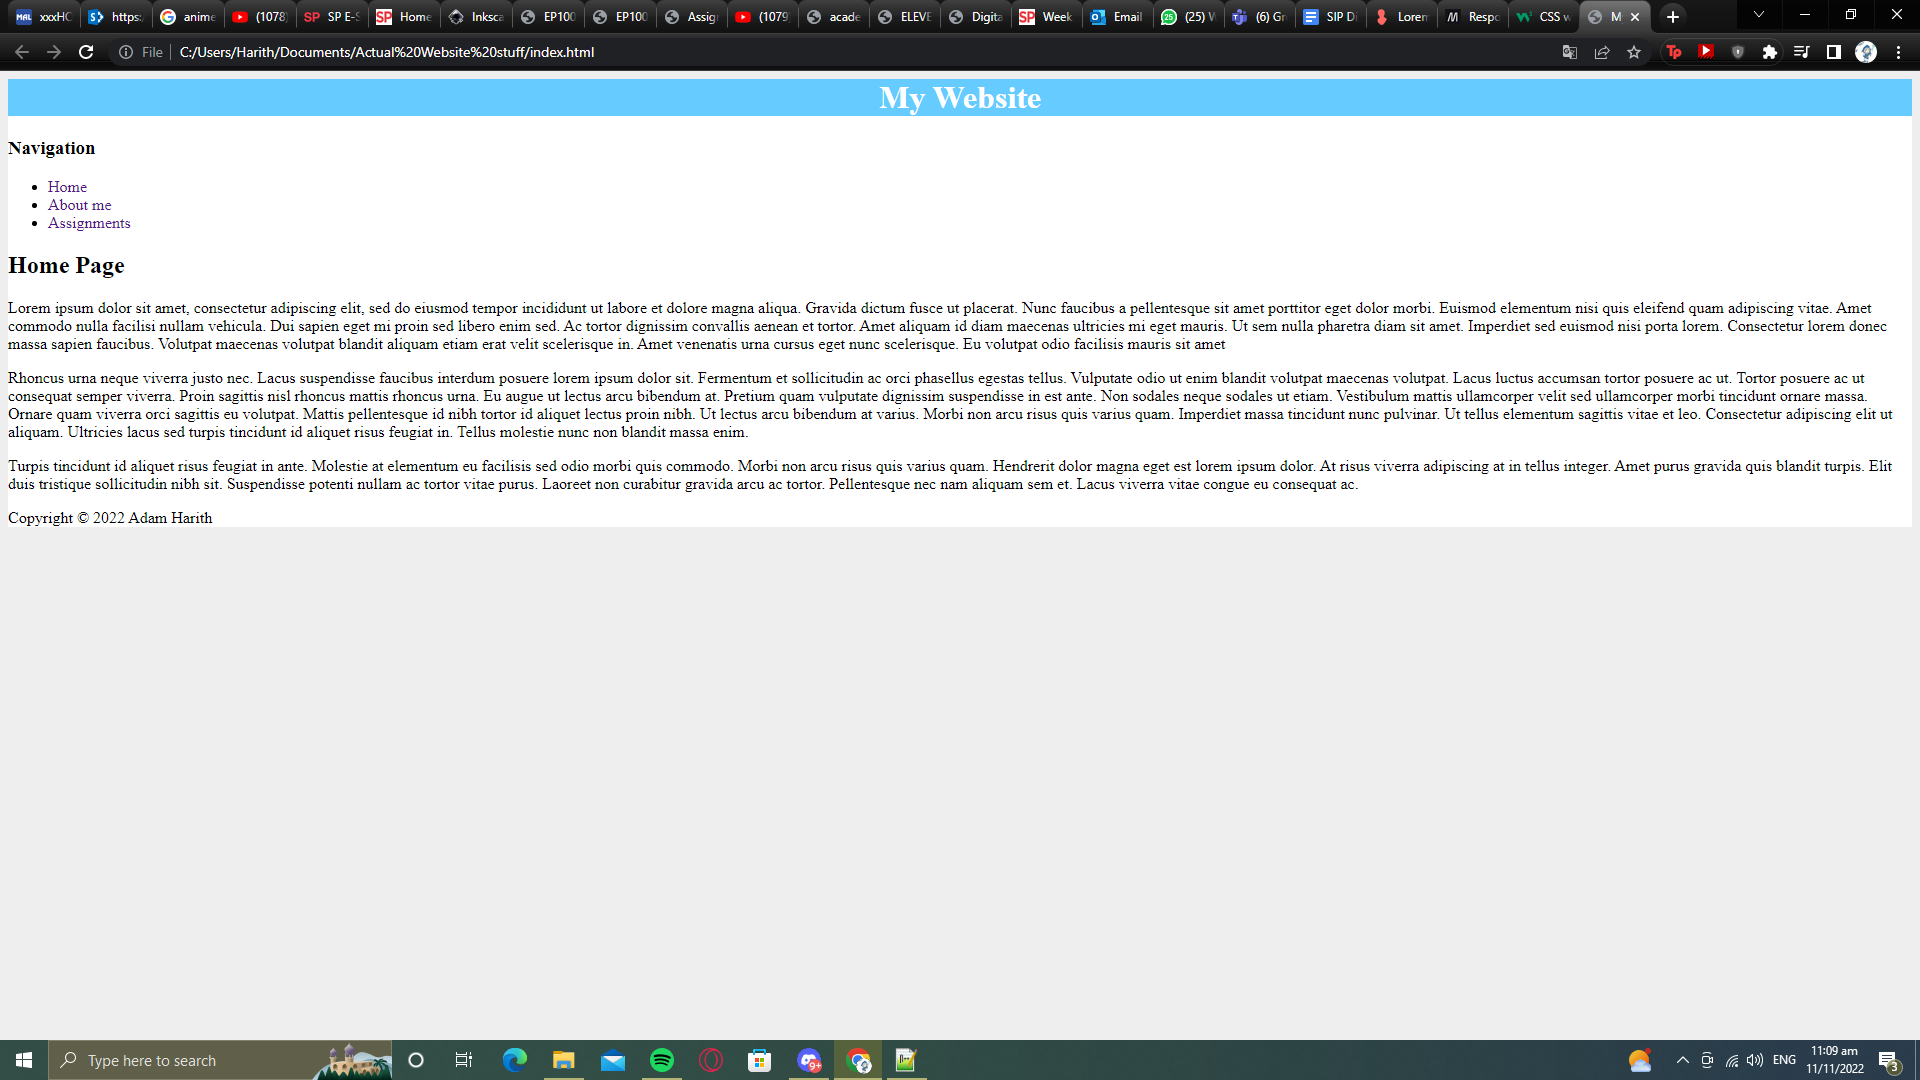 xxxHC
https:
anime
(1078)
SP E-S
Home
Inksca
EP100
EP100
Assig
(1079)
acade
ELEVE
Digita
Week
Email
(25) W
(6) Gr
SIP Di
Lorem
Respo
CSS w
M
File C:/Users/Harith/Documents/Actual%20Website%20stuff/index.html
My Website
Navigation
Home
About me
Assignments
Home Page
Lorem ipsum dolor sit amet, consectetur adipiscing elit, sed do eiusmod tempor incididunt ut labore et dolore magna aliqua. Gravida dictum fusce ut placerat. Nunc faucibus a pellentesque sit amet porttitor eget dolor morbi. Euismod elementum nisi quis eleifend quam adipiscing vitae. Amet
commodo nulla facilisi nullam vehicula. Dui sapien eget mi proin sed libero enim sed. Ac tortor dignissim convallis aenean et tortor. Amet aliquam id diam maecenas ultricies mi eget mauris. Ut sem nulla pharetra diam sit amet. Imperdiet sed euismod nisi porta lorem. Consectetur lorem donec
massa sapien faucibus. Volutpat maecenas volutpat blandit aliquam etiam erat velit scelerisque in. Amet venenatis urna cursus eget nunc scelerisque. Eu volutpat odio facilisis mauris sit amet
Rhoncus urna neque viverra justo nec. Lacus suspendisse faucibus interdum posuere lorem ipsum dolor sit. Fermentum et sollicitudin ac orci phasellus egestas tellus. Vulputate odio ut enim blandit volutpat maecenas volutpat. Lacus luctus accumsan tortor posuere ac ut. Tortor posuere ac ut
consequat semper viverra. Proin sagittis nisl rhoncus mattis rhoncus urna. Eu augue ut lectus arcu bibendum at. Pretium quam vulputate dignissim suspendisse in est ante. Non sodales neque sodales ut etiam. Vestibulum mattis ullamcorper velit sed ullamcorper morbi tincidunt ornare massa.
Ornare quam viverra orci sagittis eu volutpat. Mattis pellentesque id nibh tortor id aliquet lectus proin nibh. Ut lectus arcu bibendum at varius. Morbi non arcu risus quis varius quam. Imperdiet massa tincidunt nunc pulvinar. Ut tellus elementum sagittis vitae et leo. Consectetur adipiscing elit ut
aliquam. Ultricies lacus sed turpis tincidunt id aliquet risus feugiat in. Tellus molestie nunc non blandit massa enim.
Turpis tincidunt id aliquet risus feugiat in ante. Molestie at elementum eu facilisis sed odio morbi quis commodo. Morbi non arcu risus quis varius quam. Hendrerit dolor magna eget est lorem ipsum dolor. At risus viverra adipiscing at in tellus integer. Amet purus gravida quis blandit turpis. Elit
duis tristique sollicitudin nibh sit. Suspendisse potenti nullam ac tortor vitae purus. Laoreet non curabitur gravida arcu ac tortor. Pellentesque nec nam aliquam sem et. Lacus viverra vitae congue eu consequat ac.
Copyright © 2022 Adam Harith
Type here to search
ENG
11:09 am
11/11/2022
3